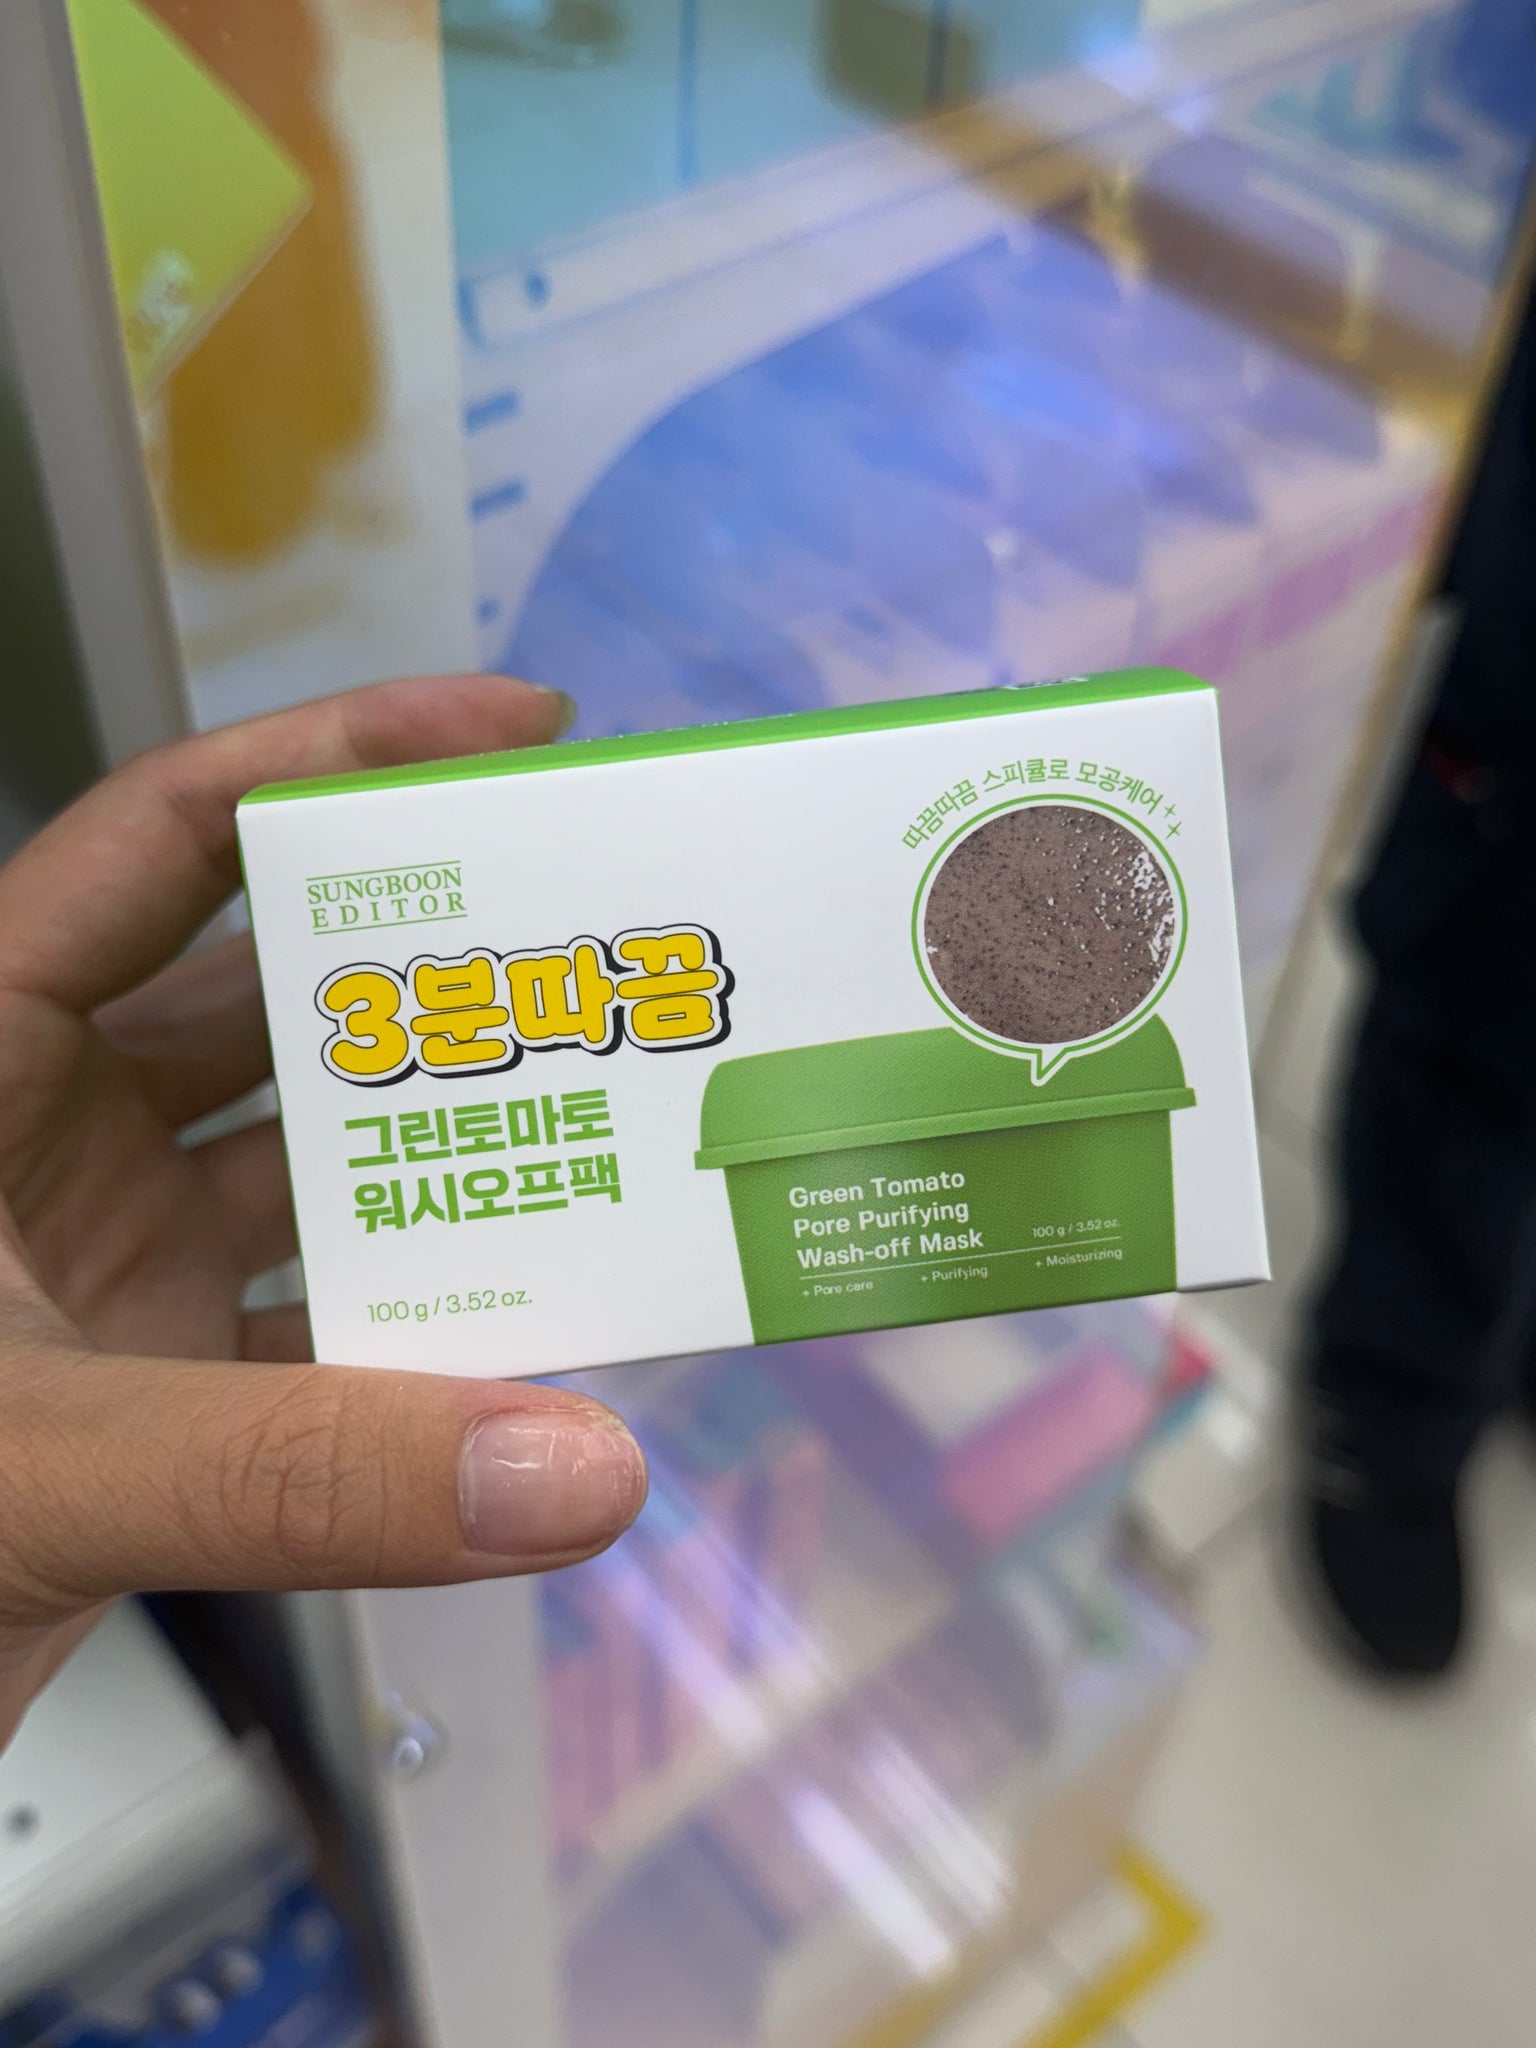 SUNGBOON
EDITOR
3분따끔
그린토마토
워시오프팩
100 g / 3.52 oz.
따끔따끔 스피큘로 모공케어
Green Tomato
Pore Purifying
Wash-off Mask
100 g / 3.52 oz.
+ Pore care
+ Purifying
+ Moisturizing